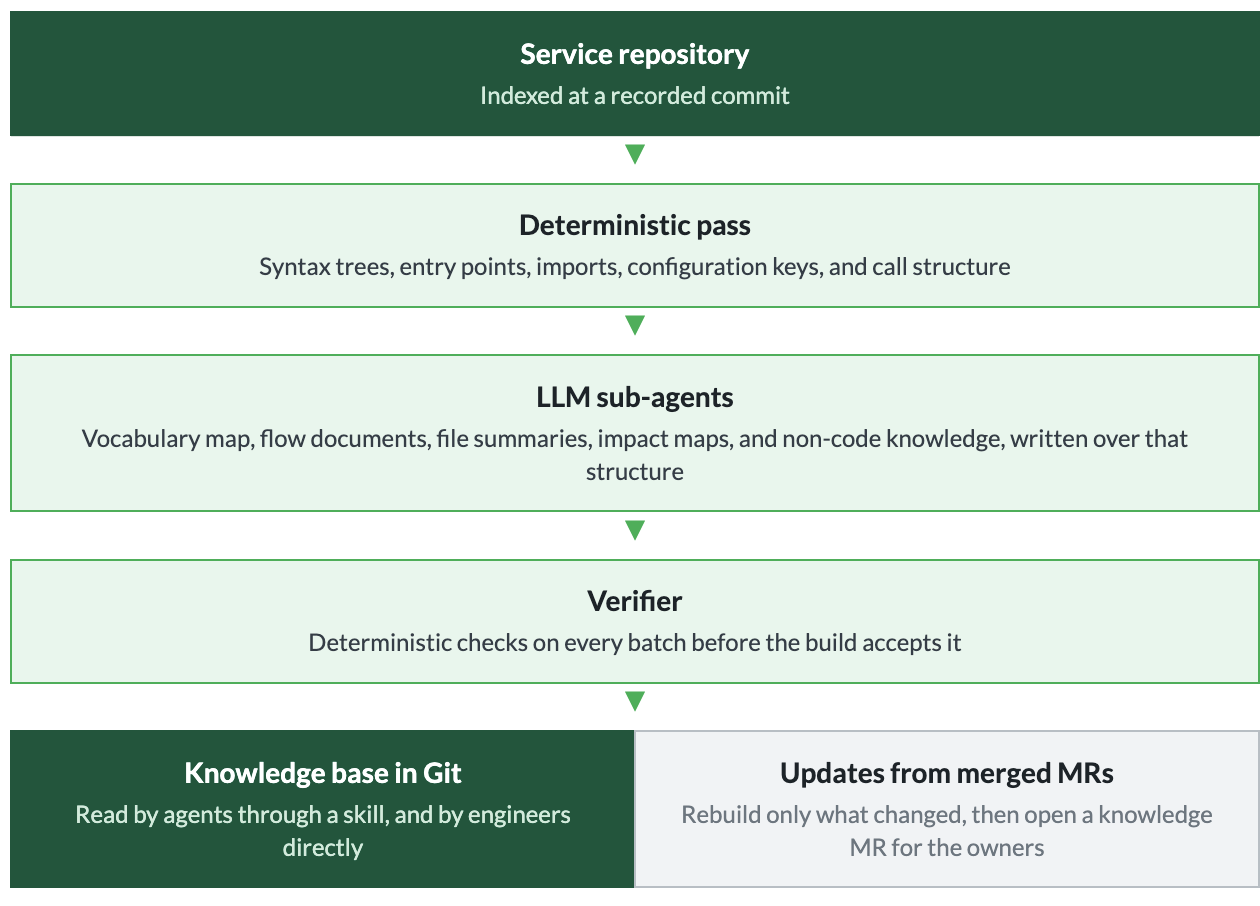 Service repository
Indexed at a recorded commit
Deterministic pass
Syntax trees, entry points, imports, configuration keys, and call structure
LLM sub-agents
Vocabulary map, flow documents, file summaries, impact maps, and non-code knowledge, written over that
structure
Verifier
Deterministic checks on every batch before the build accepts it
Knowledge base in Git
Read by agents through a skill, and by engineers
directly
Updates from merged MRs
Rebuild only what changed, then open a knowledge
MR for the owners